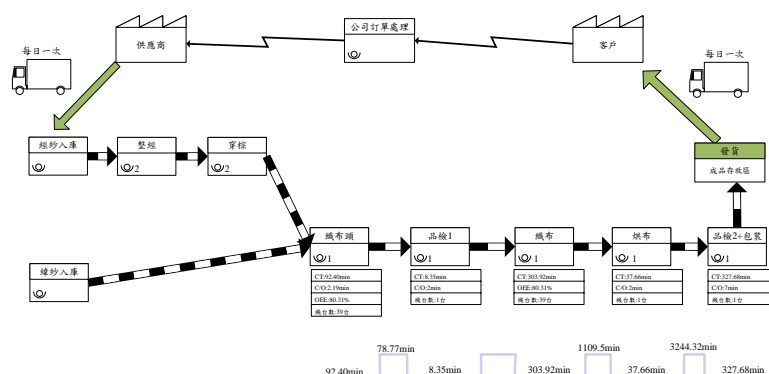 公司訂單處理
每日一次
供應商
客戶
每日一次
經紗入庫
整經
2
穿棕
2
發貨
成品存放區
緯紗入庫
織布頭
1
CT:92.40min
C/O:2.19min
OEE:80.31%
機台數:39台
品檢1
1
CT:8.35min
C/O:2min
機台數:1台
織布
1
CT:303.92min
OEE:80.31%
機台數:39台
烘布
1
CT:37.66min
C/O:2min
機台數:1台
品檢2+包裝
1
CT:327.68min
C/O:7min
機台數:1台
78.77min
1109.5min
3244.32min
92.40min
8.35min
303.92min
37.66min
327.68min